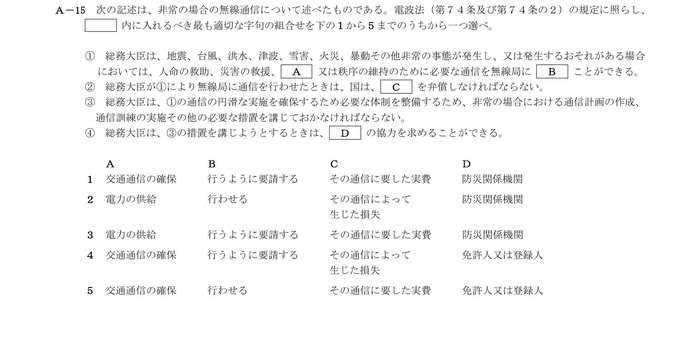 A－15 次の記述は、非常の場合の無線通信について述べたものである。電波法（第７４条及び第７４条の２）の規定に照らし、
内に入れるべき最も適切な字句の組合せを下の１から５までのうちから一つ選べ。
① 総務大臣は、地震、台風、洪水、津波、雪害、火災、暴動その他非常の事態が発生し、又は発生するおそれがある場合
においては、人命の救助、災害の救援、 A 又は秩序の維持のために必要な通信を無線局に B ことができる。
② 総務大臣が①により無線局に通信を行わせたときは、国は、 C を弁償しなければならない。
③ 総務大臣は、①の通信の円滑な実施を確保するため必要な体制を整備するため、非常の場合における通信計画の作成、
通信訓練の実施その他の必要な措置を講じておかなければならない。
④ 総務大臣は、③の措置を講じようとするときは、 D の協力を求めることができる。
A B C D
1 交通通信の確保 行うように要請する その通信に要した実費 防災関係機関
2 電力の供給 行わせる その通信によって 防災関係機関
生じた損失
3 電力の供給 行うように要請する その通信に要した実費 防災関係機関
4 交通通信の確保 行うように要請する その通信によって 免許人又は登録人
生じた損失
5 交通通信の確保 行わせる その通信に要した実費 免許人又は登録人